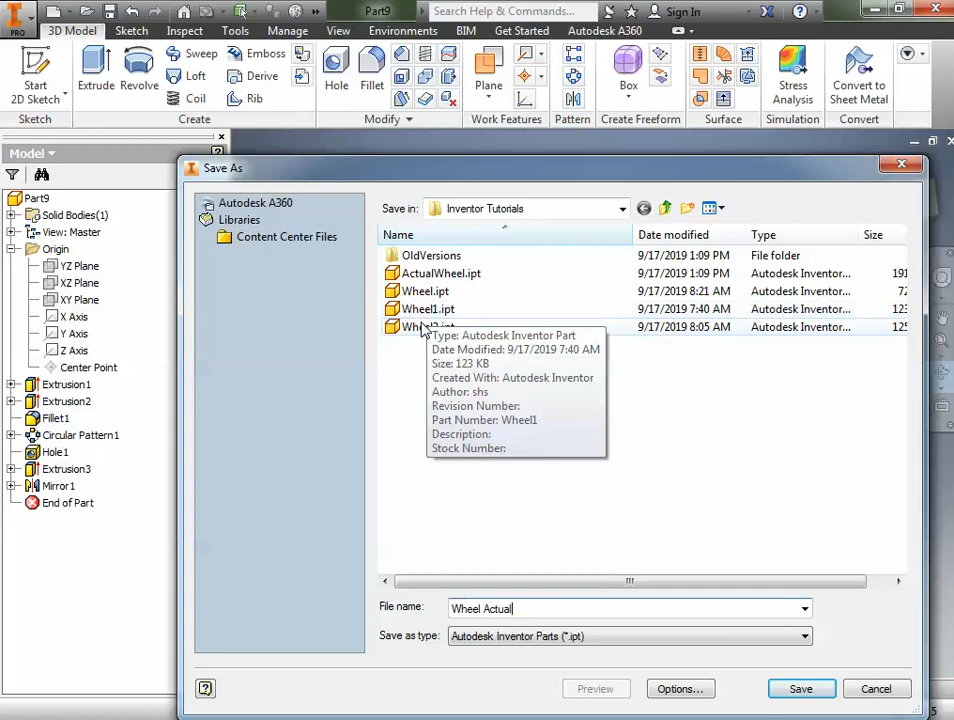 PRO
Part9
Search Help & Commands...
Sign In
3D Model Sketch Inspect Tools Manage View Environments BIM Get Started Autodesk A360
Start
2D Sketch
Extrude
Revolve
Sweep
Loft
Coil
Emboss
Derive
Rib
Hole
Fillet
Plane
Box
Stress
Analysis
Convert to
Sheet Metal
Sketch
Create
Modify
Work Features
Pattern
Create Freeform
Surface
Simulation
Convert
Model
Part9
Solid Bodies(1)
View: Master
Origin
YZ Plane
XZ Plane
XY Plane
X Axis
Y Axis
Z Axis
Center Point
Extrusion1
Extrusion2
Fillet1
Circular Pattern1
Hole1
Extrusion3
Mirror1
End of Part
Save As
Autodesk A360
Libraries
Content Center Files
Save in: Inventor Tutorials
Name Date modified Type Size
OldVersions 9/17/2019 1:09 PM File folder
ActualWheel.ipt 9/17/2019 1:09 PM Autodesk Inventor... 191
Wheel.ipt 9/17/2019 8:21 AM Autodesk Inventor... 72
Wheel1.ipt 9/17/2019 7:40 AM Autodesk Inventor... 123
9/17/2019 8:05 AM Autodesk Inventor... 125
Type: Autodesk Inventor Part
Date Modified: 9/17/2019 7:40 AM
Size: 123 KB
Created With: Autodesk Inventor
Author: shs
Revision Number:
Part Number: Wheel1
Description:
Stock Number:
File name: Wheel Actual
Save as type: Autodesk Inventor Parts (*.ipt)
Preview
Options...
Save
Cancel
5